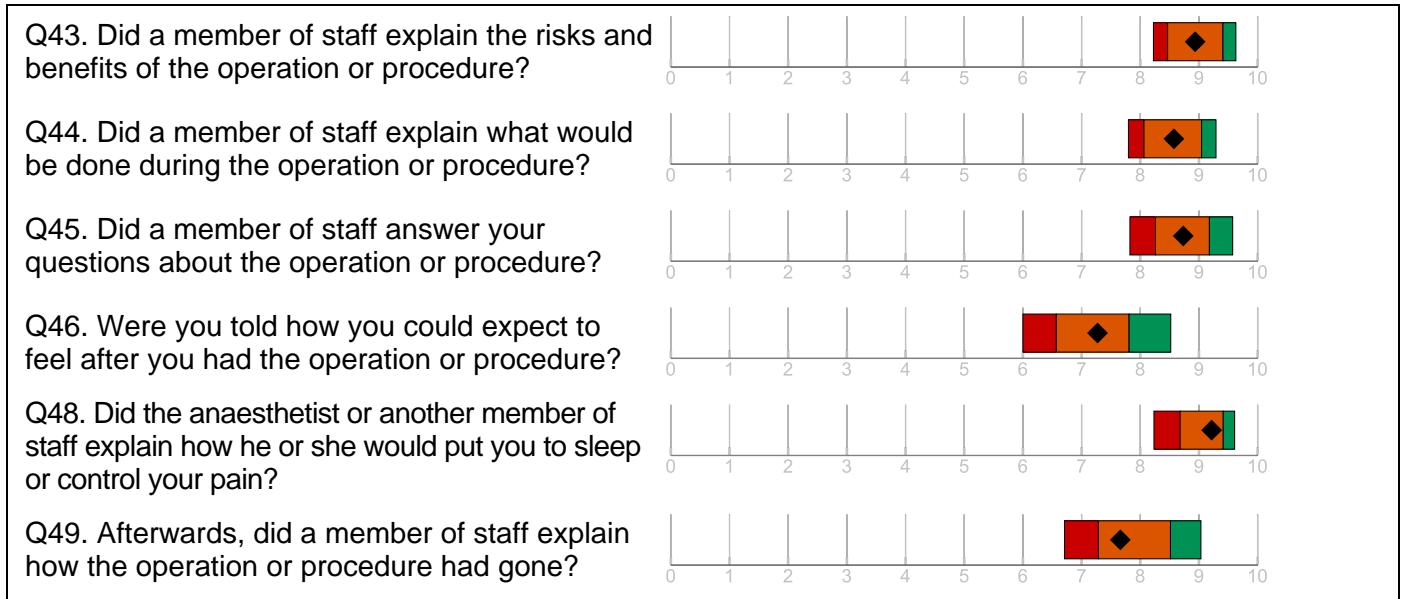 Q43. Did a member of staff explain the risks and
benefits of the operation or procedure?
0 1 2 3 4 5 6 7 8 9 10
Q44. Did a member of staff explain what would
be done during the operation or procedure?
0 1 2 3 4 5 6 7 8 9 10
Q45. Did a member of staff answer your
questions about the operation or procedure?
0 1 2 3 4 5 6 7 8 9 10
Q46. Were you told how you could expect to
feel after you had the operation or procedure?
0 1 2 3 4 5 6 7 8 9 10
Q48. Did the anaesthetist or another member of
staff explain how he or she would put you to sleep
or control your pain?
0 1 2 3 4 5 6 7 8 9 10
Q49. Afterwards, did a member of staff explain
how the operation or procedure had gone?
0 1 2 3 4 5 6 7 8 9 10